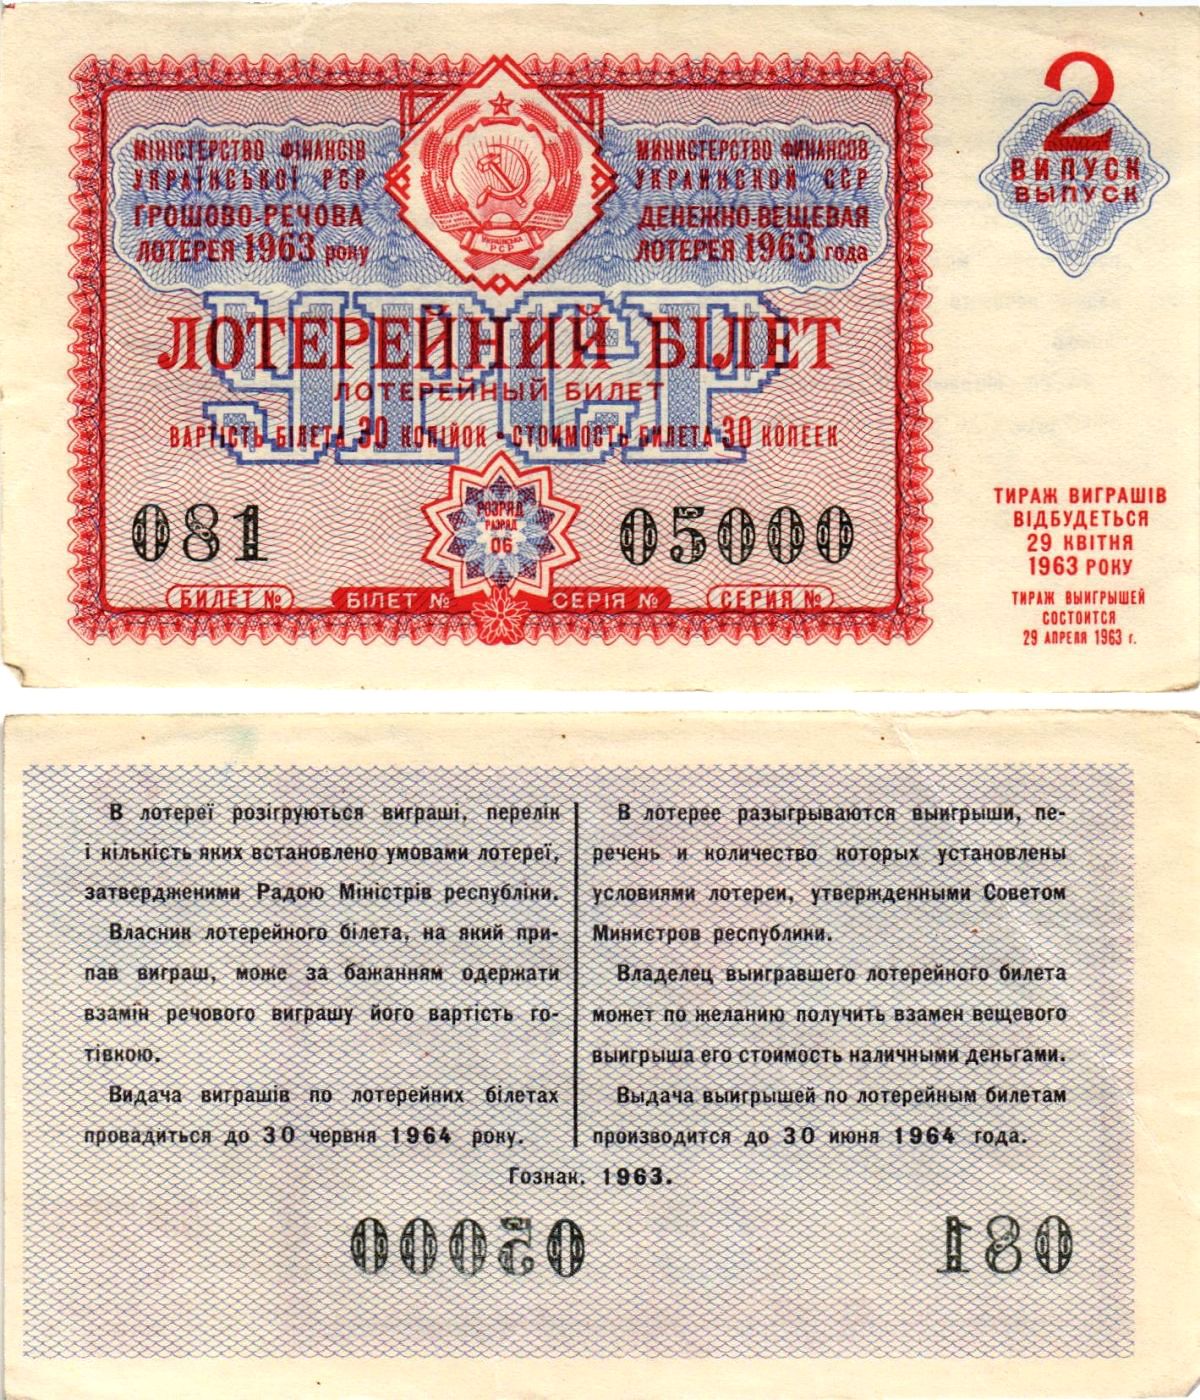 2
ВИПУСК
ВЫПУСК
МІНІСТЕРСТВО ФІНАНСІВ
УКРАЇНСЬКОЇ РСР
ГРОШОВО-РЕЧОВА
ЛОТЕРЕЯ 1963 року
МИНИСТЕРСТВО ФИНАНСОВ
УКРАИНСКОЙ ССР
ДЕНЕЖНО-ВЕЩЕВАЯ
ЛОТЕРЕЯ 1963 года
УКРАЇНСЬКА
РСР
УРСР
ЛОТЕРЕЙНИЙ БІЛЕТ
ЛОТЕРЕЙНЫЙ БИЛЕТ
ВАРТІСТЬ БІЛЕТА 30 КОПІЙОК • СТОИМОСТЬ БИЛЕТА 30 КОПЕЕК
081
РОЗРЯД
РАЗРЯД
06
05000
БИЛЕТ № БІЛЕТ № СЕРІЯ № СЕРИЯ №
ТИРАЖ ВИГРАШІВ
ВІДБУДЕТЬСЯ
29 КВІТНЯ
1963 РОКУ
ТИРАЖ ВЫИГРЫШЕЙ
СОСТОИТСЯ
29 АПРЕЛЯ 1963 г.
В лотереї розігруються виграші, перелік
і кількість яких встановлено умовами лотереї,
затвердженими Радою Міністрів республіки.
Власник лотерейного білета, на який при-
пав виграш, може за бажанням одержати
взамін речового виграшу його вартість го-
тівкою.
Видача виграшів по лотерейних білетах
провадиться до 30 червня 1964 року.
В лотерее разыгрываются выигрыши, пе-
речень и количество которых установлены
условиями лотереи, утвержденными Советом
Министров республики.
Владелец выигравшего лотерейного билета
может по желанию получить взамен вещевого
выигрыша его стоимость наличными деньгами.
Выдача выигрышей по лотерейным билетам
производится до 30 июня 1964 года.
Гознак. 1963.
05000
081